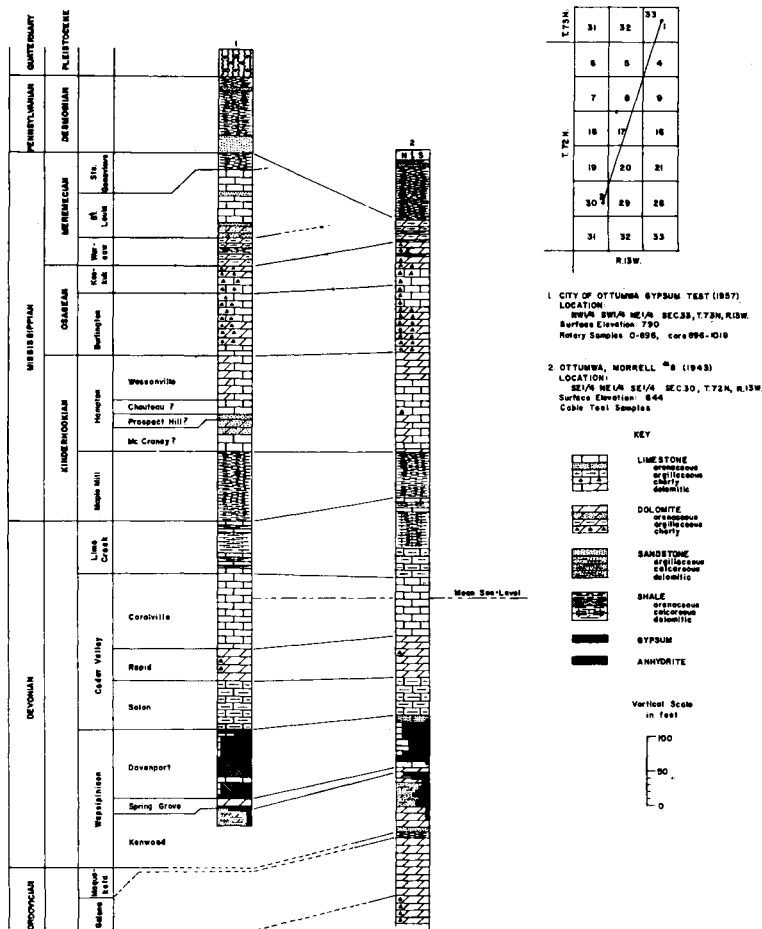 QUATERNARY
PLEISTOCENE
PENNSYLVANIAN
DESMONIAN
MISSISSIPPIAN
MEREMECIAN
Ste. Genevieve
St. Louis
Warsaw
OSAGEAN
Keokuk
Burlington
KINDERHOOKIAN
Hampton
Wassonville
Chouteau ?
Prospect Hill ?
Mc Craney ?
Maple Mill
DEVONIAN
Lime Creek
Cedar Valley
Coralville
Rapid
Solon
Wapsipinicon
Davenport
Spring Grove
Kenwood
ORDOVICIAN
Maquoketa
Galena
1
2
N S
Mean Sea-Level
T.73N.
31 32 33
1
T.72N.
6 5 4
7 8 9
18 17 16
19 20 21
30 29 28
31 32 33
R.13W.
1 CITY OF OTTUMWA GYPSUM TEST (1957)
LOCATION:
NW1/4 SW1/4 NE1/4 SEC.33, T.73N, R.13W.
Surface Elevation: 790
Rotary Samples 0-896, core 896-1018
2. OTTUMWA, MORRELL #8 (1943)
LOCATION:
SE1/4 NE1/4 SE1/4 SEC.30, T.72N, R.13W.
Surface Elevation: 644
Cable Tool Samples
KEY
LIMESTONE
arenaceous
argillaceous
cherty
dolomitic
DOLOMITE
arenaceous
argillaceous
cherty
SANDSTONE
argillaceous
calcareous
dolomitic
SHALE
arenaceous
calcareous
dolomitic
GYPSUM
ANHYDRITE
Vertical Scale
in feet
100
50
0